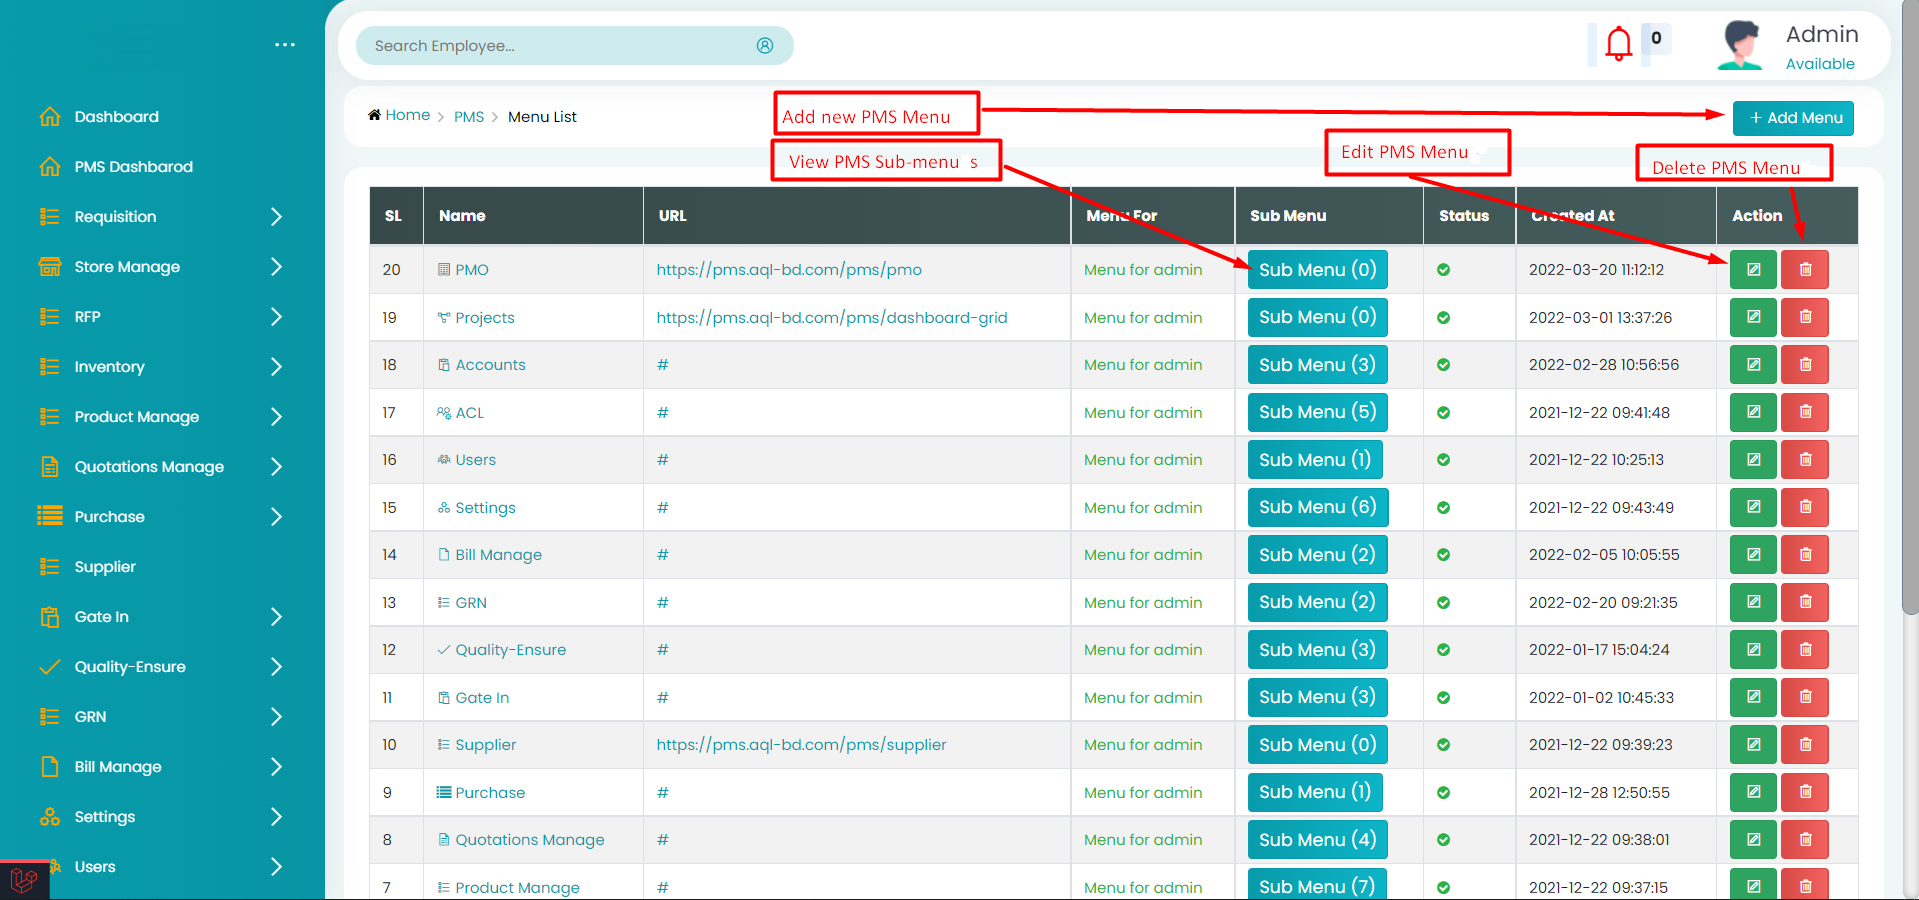 Search Employee...
0
Admin
Available
Dashboard
PMS Dashbarod
Requisition
Store Manage
RFP
Inventory
Product Manage
Quotations Manage
Purchase
Supplier
Gate In
Quality-Ensure
GRN
Bill Manage
Settings
Users
Home > PMS > Menu List
Add new PMS Menu
+ Add Menu
View PMS Sub-menu s
Edit PMS Menu
Delete PMS Menu
SL Name URL Menu For Sub Menu Status Created At Action
20 PMO https://pms.aql-bd.com/pms/pmo Menu for admin Sub Menu (0) 2022-03-20 11:12:12
19 Projects https://pms.aql-bd.com/pms/dashboard-grid Menu for admin Sub Menu (0) 2022-03-01 13:37:26
18 Accounts # Menu for admin Sub Menu (3) 2022-02-28 10:56:56
17 ACL # Menu for admin Sub Menu (5) 2021-12-22 09:41:48
16 Users # Menu for admin Sub Menu (1) 2021-12-22 10:25:13
15 Settings # Menu for admin Sub Menu (6) 2021-12-22 09:43:49
14 Bill Manage # Menu for admin Sub Menu (2) 2022-02-05 10:05:55
13 GRN # Menu for admin Sub Menu (2) 2022-02-20 09:21:35
12 Quality-Ensure # Menu for admin Sub Menu (3) 2022-01-17 15:04:24
11 Gate In # Menu for admin Sub Menu (3) 2022-01-02 10:45:33
10 Supplier https://pms.aql-bd.com/pms/supplier Menu for admin Sub Menu (0) 2021-12-22 09:39:23
9 Purchase # Menu for admin Sub Menu (1) 2021-12-28 12:50:55
8 Quotations Manage # Menu for admin Sub Menu (4) 2021-12-22 09:38:01
7 Product Manage # Menu for admin Sub Menu (7) 2021-12-22 09:37:15